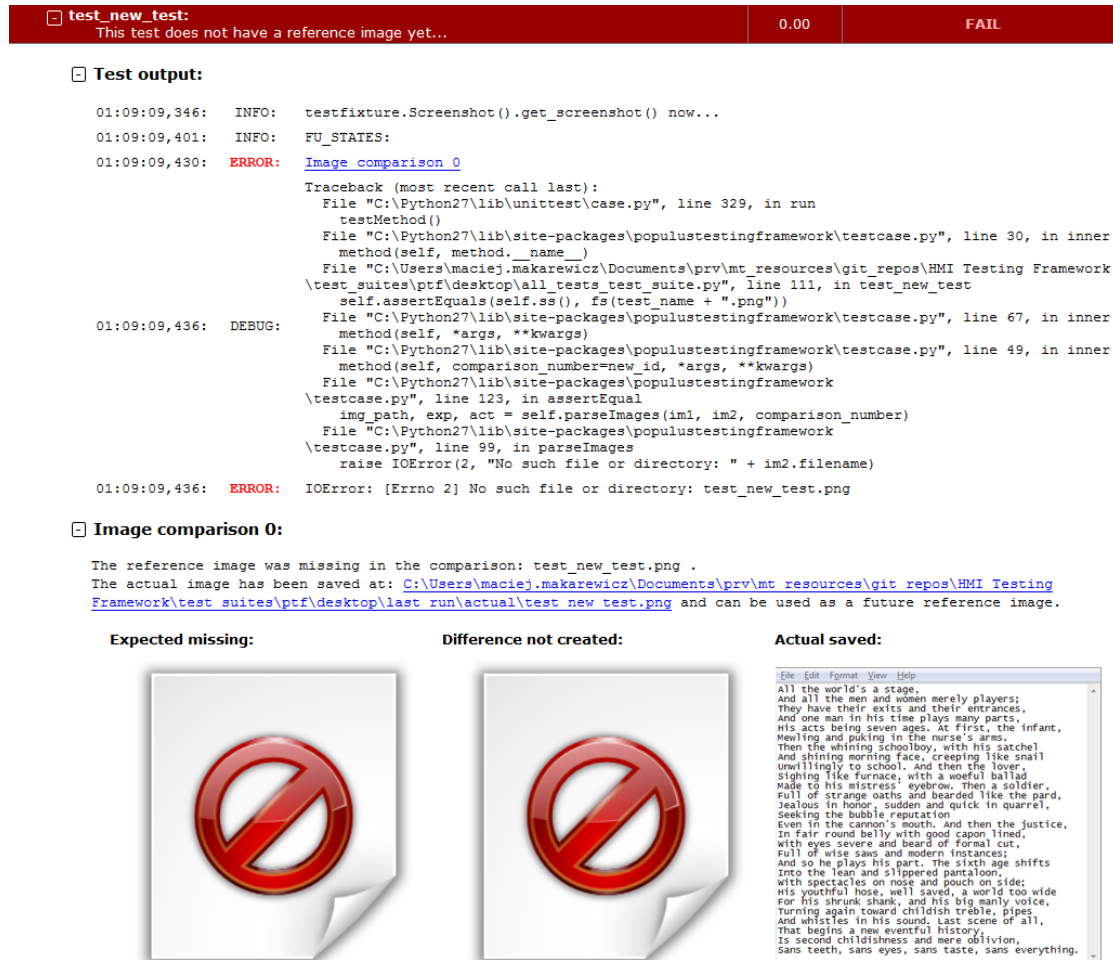 test_new_test:
This test does not have a reference image yet...
0.00
FAIL
Test output:
01:09:09,346: INFO: testfixture.Screenshot().get_screenshot() now...
01:09:09,401: INFO: FU_STATES:
01:09:09,430: ERROR: Image comparison 0
Traceback (most recent call last):
File "C:\Python27\lib\unittest\case.py", line 329, in run
testMethod()
File "C:\Python27\lib\site-packages\populustestingframework\testcase.py", line 30, in inner
method(self, method.__name__)
File "C:\Users\maciej.makarewicz\Documents\prv\mt_resources\git_repos\HMI Testing Framework
\test_suites\ptf\desktop\all_tests_test_suite.py", line 111, in test_new_test
self.assertEquals(self.ss(), fs(test_name + ".png"))
01:09:09,436: DEBUG: File "C:\Python27\lib\site-packages\populustestingframework\testcase.py", line 67, in inner
method(self, *args, **kwargs)
File "C:\Python27\lib\site-packages\populustestingframework\testcase.py", line 49, in inner
method(self, comparison_number=new_id, *args, **kwargs)
File "C:\Python27\lib\site-packages\populustestingframework
\testcase.py", line 123, in assertEqual
img_path, exp, act = self.parseImages(im1, im2, comparison_number)
File "C:\Python27\lib\site-packages\populustestingframework
\testcase.py", line 99, in parseImages
raise IOError(2, "No such file or directory: " + im2.filename)
01:09:09,436: ERROR: IOError: [Errno 2] No such file or directory: test_new_test.png
Image comparison 0:
The reference image was missing in the comparison: test_new_test.png .
The actual image has been saved at: C:\Users\maciej.makarewicz\Documents\prv\mt_resources\git_repos\HMI Testing
Framework\test_suites\ptf\desktop\last_run\actual\test_new_test.png and can be used as a future reference image.
Expected missing:
Difference not created:
Actual saved:
File Edit Format View Help
All the world's a stage,
And all the men and women merely players;
They have their exits and their entrances,
And one man in his time plays many parts,
His acts being seven ages. At first, the infant,
Mewling and puking in the nurse's arms.
Then the whining schoolboy, with his satchel
And shining morning face, creeping like snail
Unwillingly to school. And then the lover,
Sighing like furnace, with a woeful ballad
Made to his mistress' eyebrow. Then a soldier,
Full of strange oaths and bearded like the pard,
Jealous in honor, sudden and quick in quarrel,
Seeking the bubble reputation
Even in the cannon's mouth. And then the justice,
In fair round belly with good capon lined,
With eyes severe and beard of formal cut,
Full of wise saws and modern instances;
And so he plays his part. The sixth age shifts
Into the lean and slippered pantaloon,
With spectacles on nose and pouch on side;
His youthful hose, well saved, a world too wide
For his shrunk shank, and his big manly voice,
Turning again toward childish treble, pipes
And whistles in his sound. Last scene of all,
That begins a new eventful history,
Is second childishness and mere oblivion,
Sans teeth, sans eyes, sans taste, sans everything.